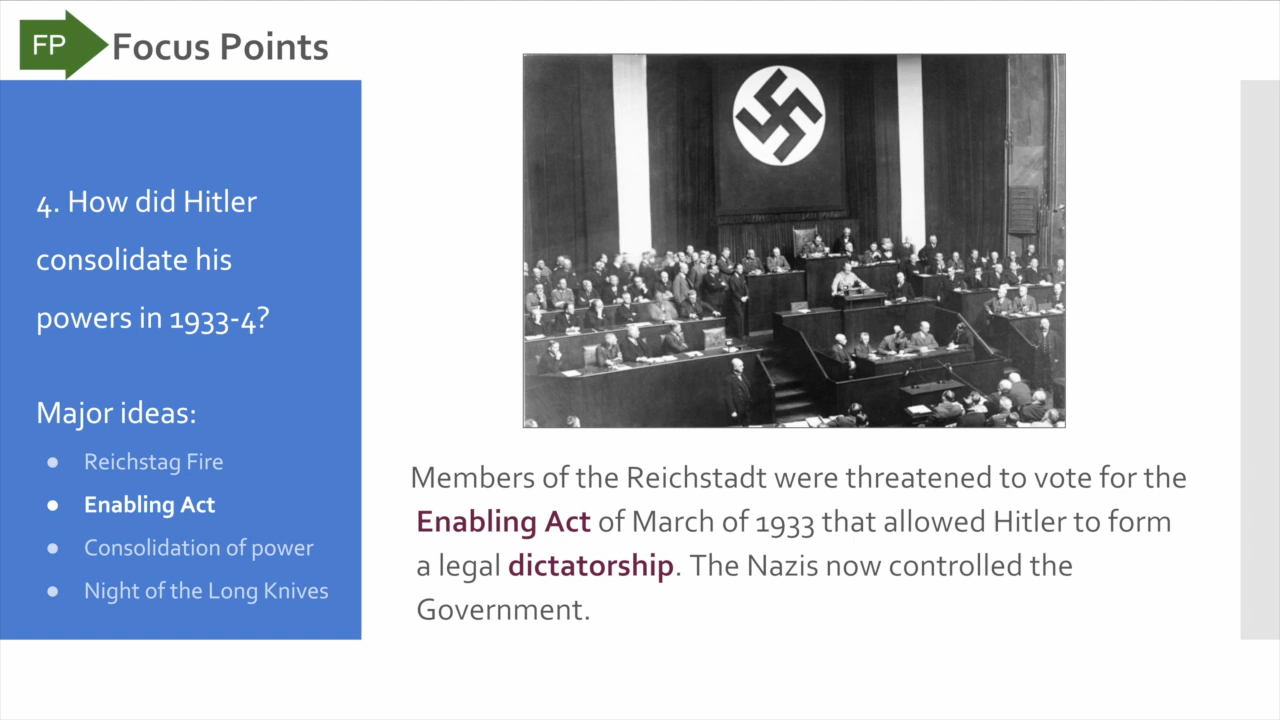 FP
Focus Points
4. How did Hitler
consolidate his
powers in 1933-4?
Major ideas:
● Reichstag Fire
● Enabling Act
● Consolidation of power
● Night of the Long Knives
Members of the Reichstadt were threatened to vote for the
Enabling Act of March of 1933 that allowed Hitler to form
a legal dictatorship. The Nazis now controlled the
Government.